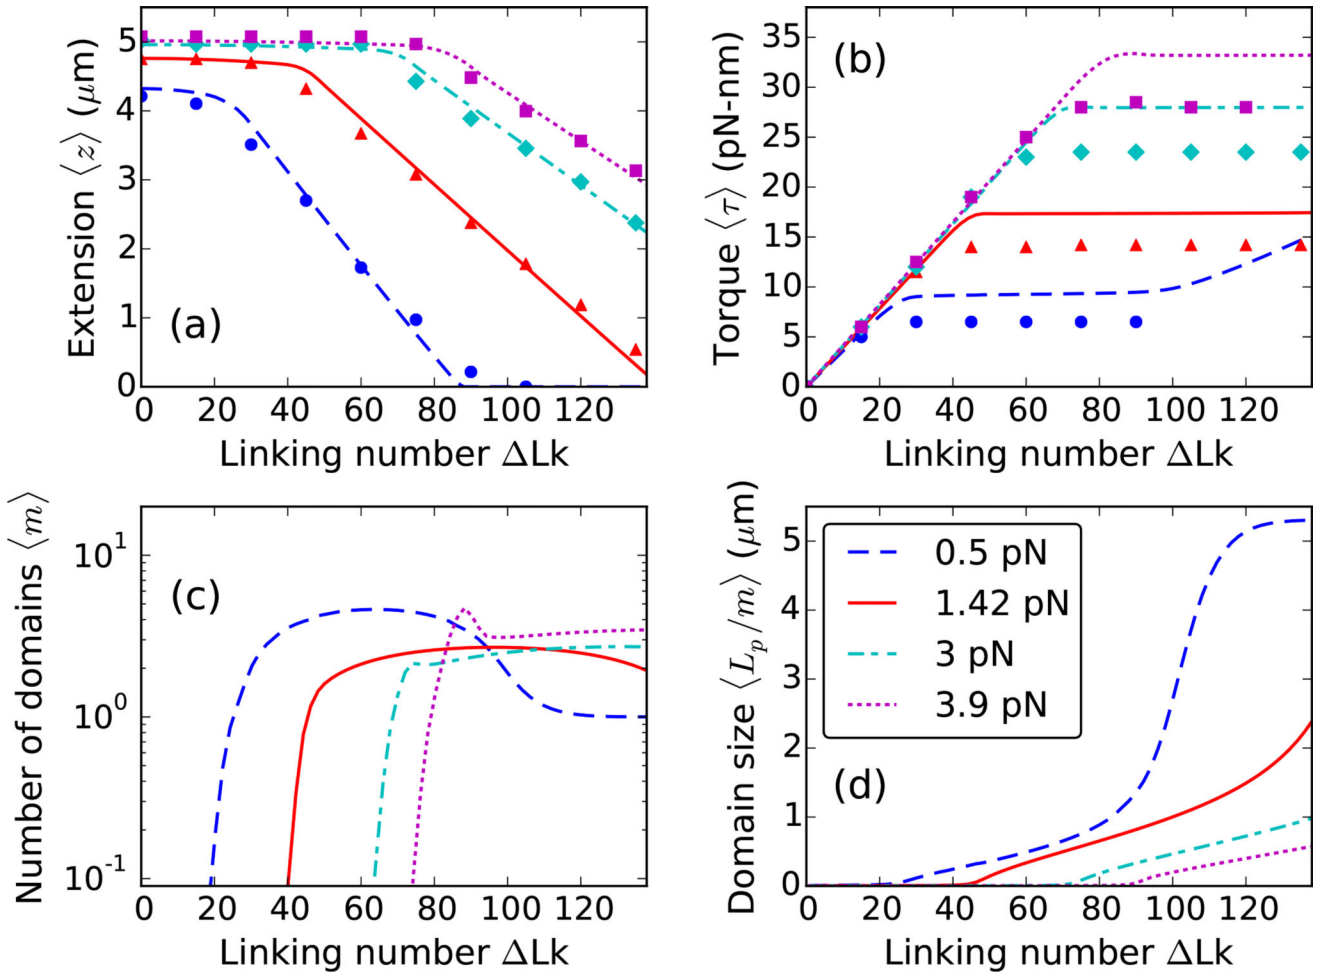 5
4
3
2
1
0
Extension ⟨z⟩ (μm)
(a)
0 20 40 60 80 100 120
Linking number ΔLk
35
30
25
20
15
10
5
0
Torque ⟨τ⟩ (pN-nm)
(b)
0 20 40 60 80 100 120
Linking number ΔLk
10¹
10⁰
10⁻¹
Number of domains ⟨m⟩
(c)
0 20 40 60 80 100 120
Linking number ΔLk
5
4
3
2
1
0
Domain size ⟨Lₚ/m⟩ (μm)
0.5 pN
1.42 pN
3 pN
3.9 pN
(d)
0 20 40 60 80 100 120
Linking number ΔLk